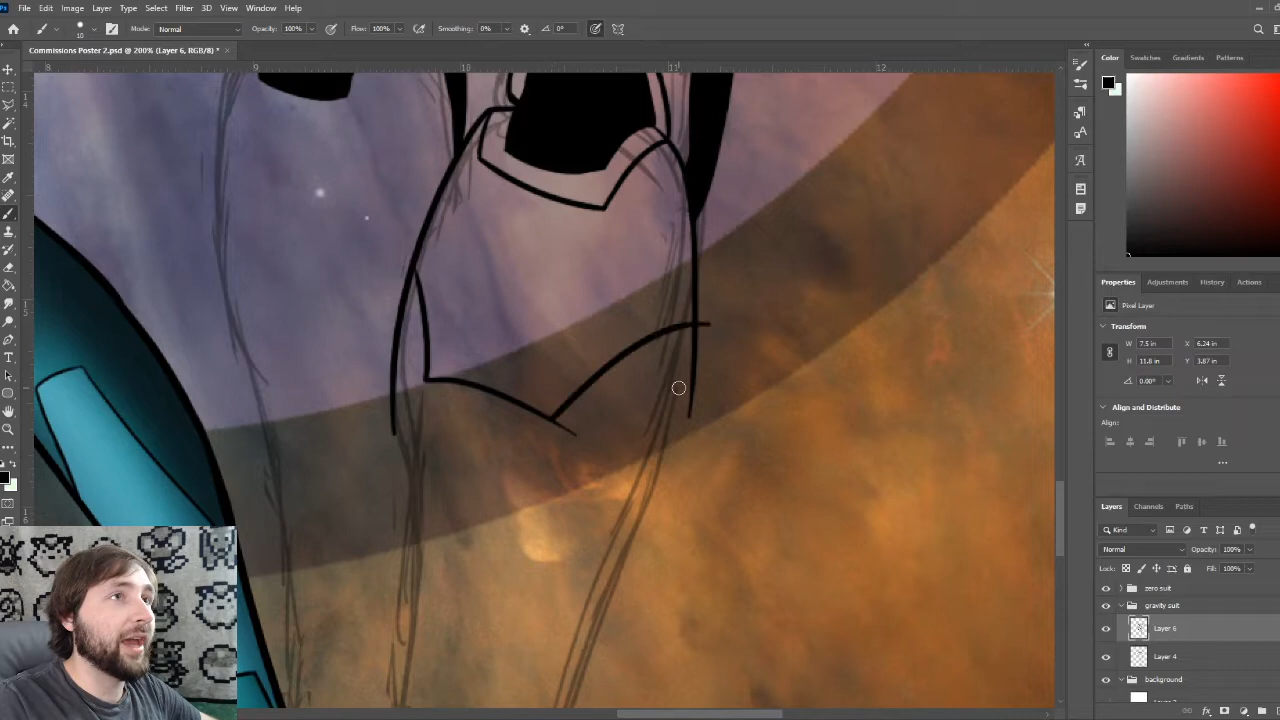 File Edit Image Layer Type Select Filter 3D View Window Help
Mode: Normal Opacity: 100% Flow: 100% Smoothing: 0% 0°
Commissions Poster 2.psd @ 200% (Layer 6, RGB/8) * ×
8 9 10 11 12
Color Swatches Gradients Patterns
Properties Adjustments History Actions
Pixel Layer
Transform
W 7.5 in X 6.24 in
H 11.8 in Y 3.87 in
0.00°
Align and Distribute
Align:
Layers Channels Paths
Kind
Normal Opacity: 100%
Lock: Fill: 100%
zero suit
gravity suit
Layer 6
Layer 4
background